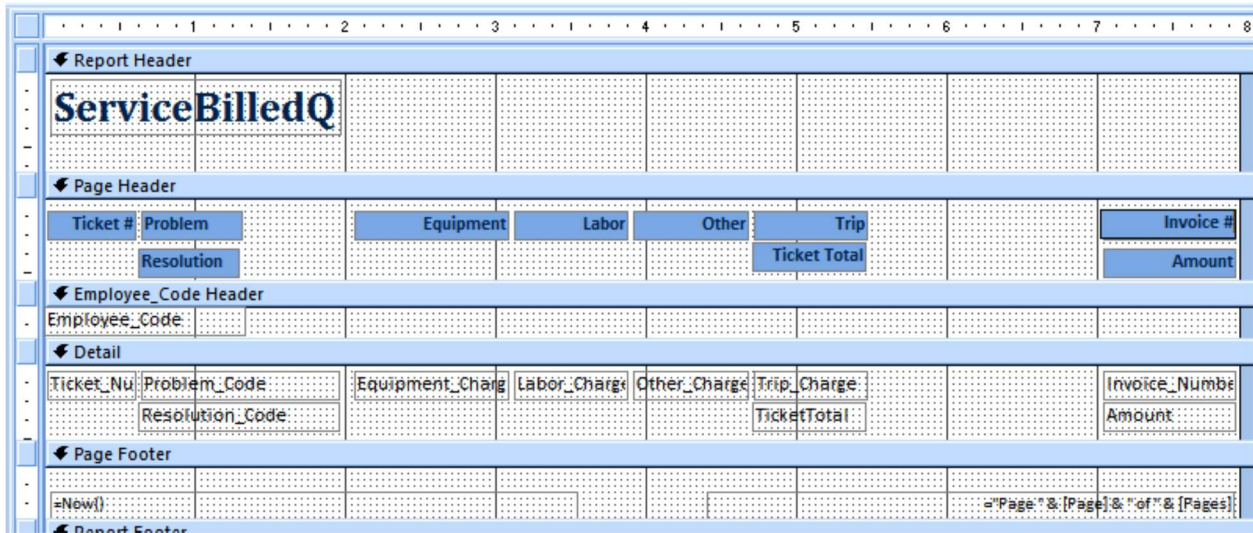 1 2 3 4 5 6 7 8
Report Header
ServiceBilledQ
Page Header
Ticket # Problem Equipment Labor Other Trip Invoice #
Resolution Ticket Total Amount
Employee_Code Header
Employee_Code
Detail
Ticket_Nu Problem_Code Equipment_Charg Labor_Charge Other_Charge Trip_Charge Invoice_Numbe
Resolution_Code TicketTotal Amount
Page Footer
=Now() ="Page " & [Page] & " of " & [Pages]
Report Footer